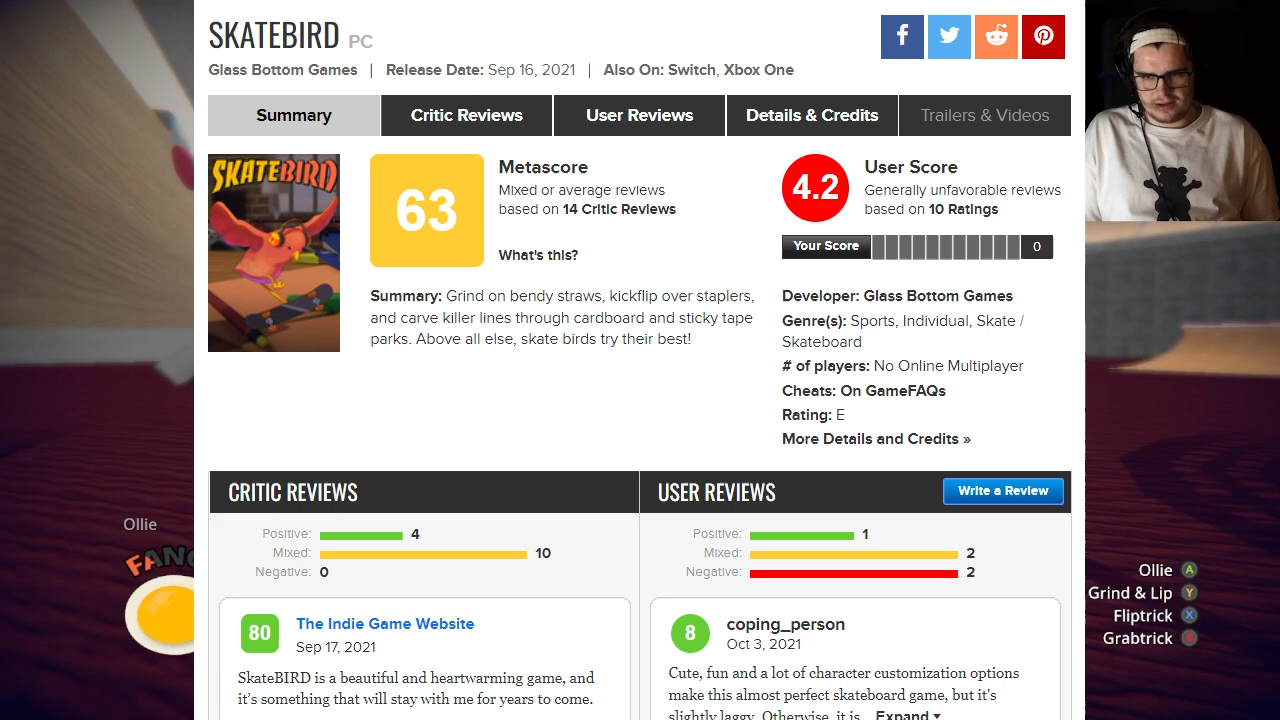 SKATEBIRD PC
Glass Bottom Games | Release Date: Sep 16, 2021 | Also On: Switch, Xbox One
Summary
Critic Reviews
User Reviews
Details & Credits
Trailers & Videos
SKATEBIRD
63
Metascore
Mixed or average reviews
based on 14 Critic Reviews
What's this?
Summary: Grind on bendy straws, kickflip over staplers,
and carve killer lines through cardboard and sticky tape
parks. Above all else, skate birds try their best!
4.2
User Score
Generally unfavorable reviews
based on 10 Ratings
Your Score
0
Developer: Glass Bottom Games
Genre(s): Sports, Individual, Skate /
Skateboard
# of players: No Online Multiplayer
Cheats: On GameFAQs
Rating: E
More Details and Credits »
CRITIC REVIEWS
Positive: 4
Mixed: 10
Negative: 0
80
The Indie Game Website
Sep 17, 2021
SkateBIRD is a beautiful and heartwarming game, and
it's something that will stay with me for years to come.
USER REVIEWS
Write a Review
Positive: 1
Mixed: 2
Negative: 2
8
coping_person
Oct 3, 2021
Cute, fun and a lot of character customization options
make this almost perfect skateboard game, but it's
slightly laggy. Otherwise, it is... Expand
Ollie
FANC
Ollie A
Grind & Lip Y
Fliptrick X
Grabtrick